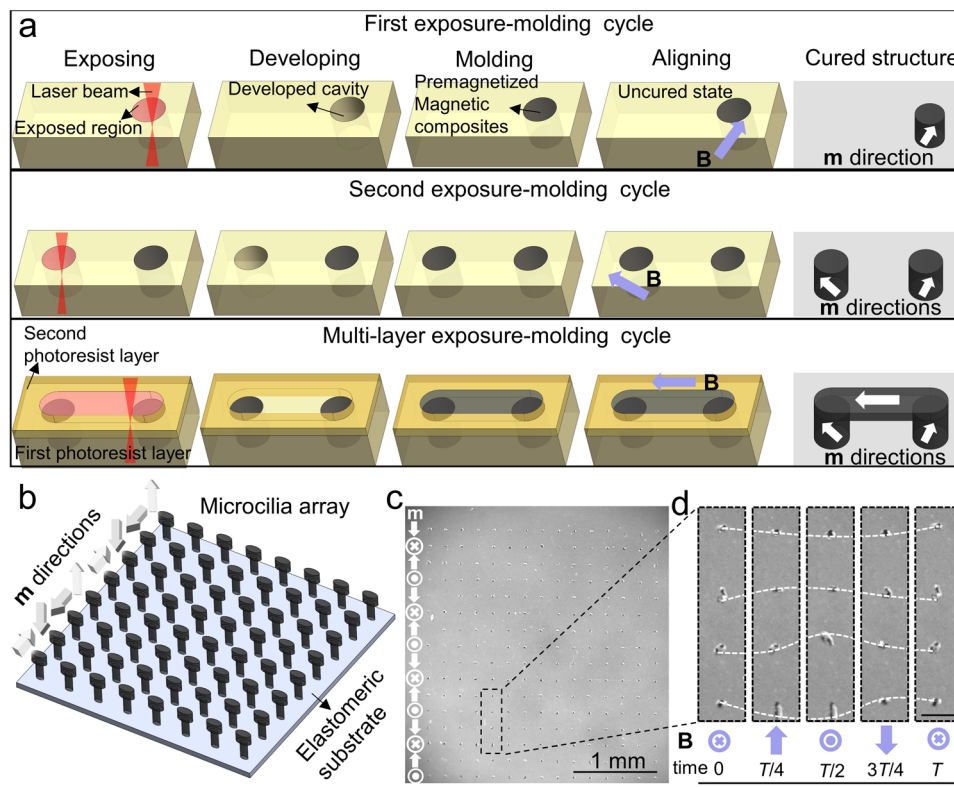 a
First exposure-molding cycle
Exposing
Developing
Molding
Aligning
Cured structure
Laser beam
Exposed region
Developed cavity
Premagnetized
Magnetic
composites
Uncured state
B
m direction
Second exposure-molding cycle
B
m directions
Multi-layer exposure-molding cycle
Second
photoresist layer
First photoresist layer
B
m directions
b
Microcilia array
m directions
Elastomeric
substrate
c
m
1 mm
d
B
time 0 T/4 T/2 3T/4 T